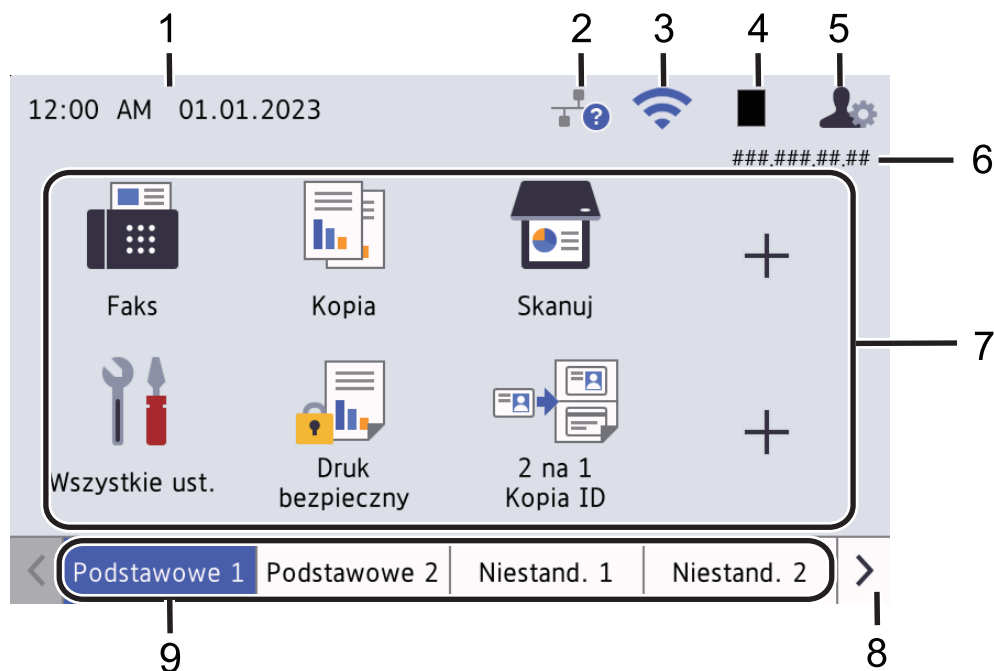 1 2 3 4 5
12:00 AM 01.01.2023
?
###.###.##.## 6
Faks Kopia Skanuj
7
Wszystkie ust. Druk bezpieczny 2 na 1 Kopia ID
Podstawowe 1 Podstawowe 2 Niestand. 1 Niestand. 2
9 8